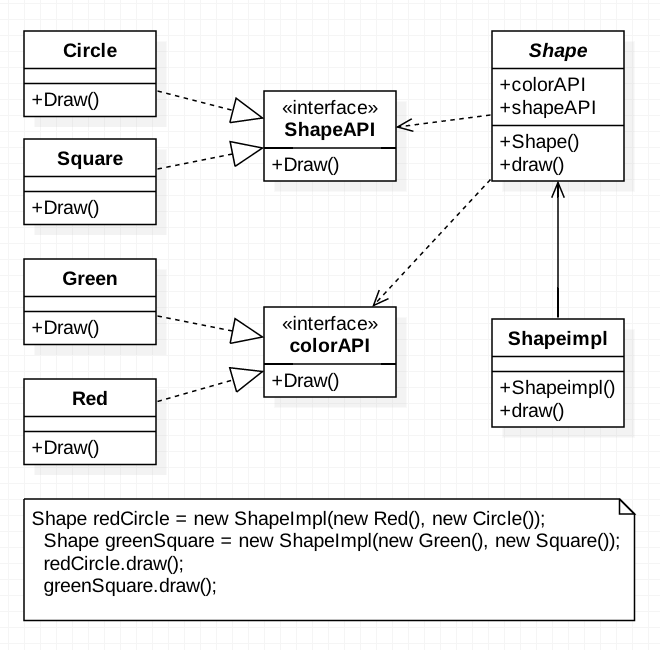 Circle
+Draw()
Square
+Draw()
Green
+Draw()
Red
+Draw()
«interface»
ShapeAPI
+Draw()
«interface»
colorAPI
+Draw()
Shape
+colorAPI
+shapeAPI
+Shape()
+draw()
Shapeimpl
+Shapeimpl()
+draw()
Shape redCircle = new ShapeImpl(new Red(), new Circle());
Shape greenSquare = new ShapeImpl(new Green(), new Square());
redCircle.draw();
greenSquare.draw();